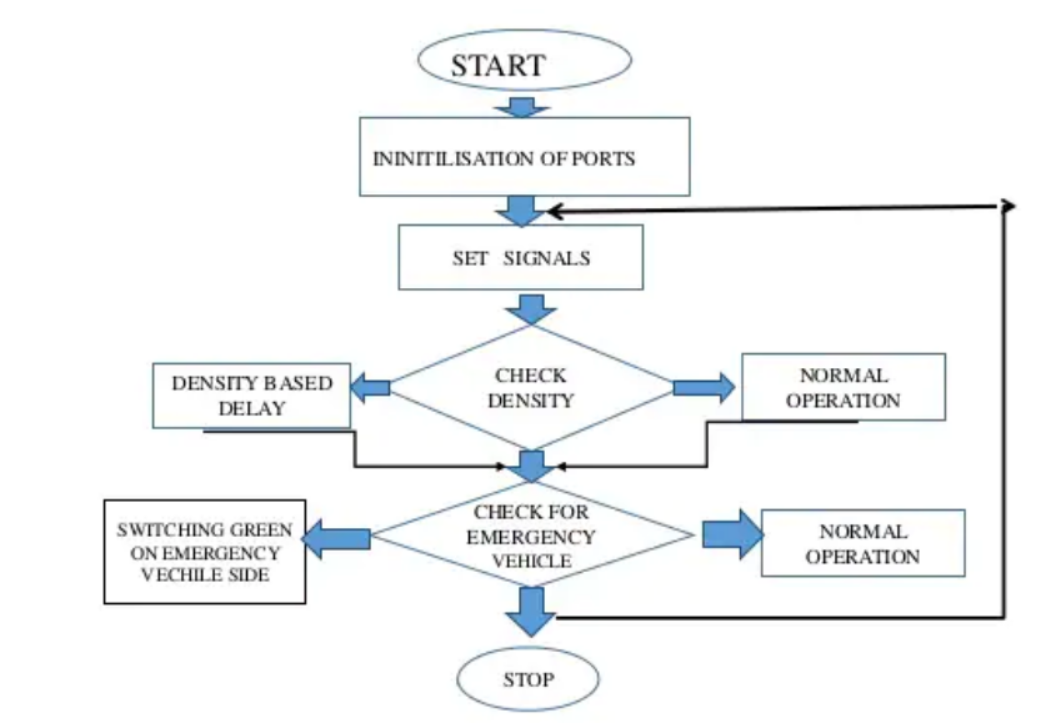 START
ININITILISATION OF PORTS
SET SIGNALS
CHECK
DENSITY
DENSITY BASED
DELAY
NORMAL
OPERATION
CHECK FOR
EMERGENCY
VEHICLE
SWITCHING GREEN
ON EMERGENCY
VECHILE SIDE
NORMAL
OPERATION
STOP